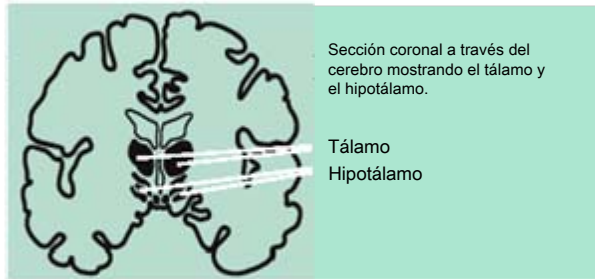 Sección coronal a través del
cerebro mostrando el tálamo y
el hipotálamo.
Tálamo
Hipotálamo